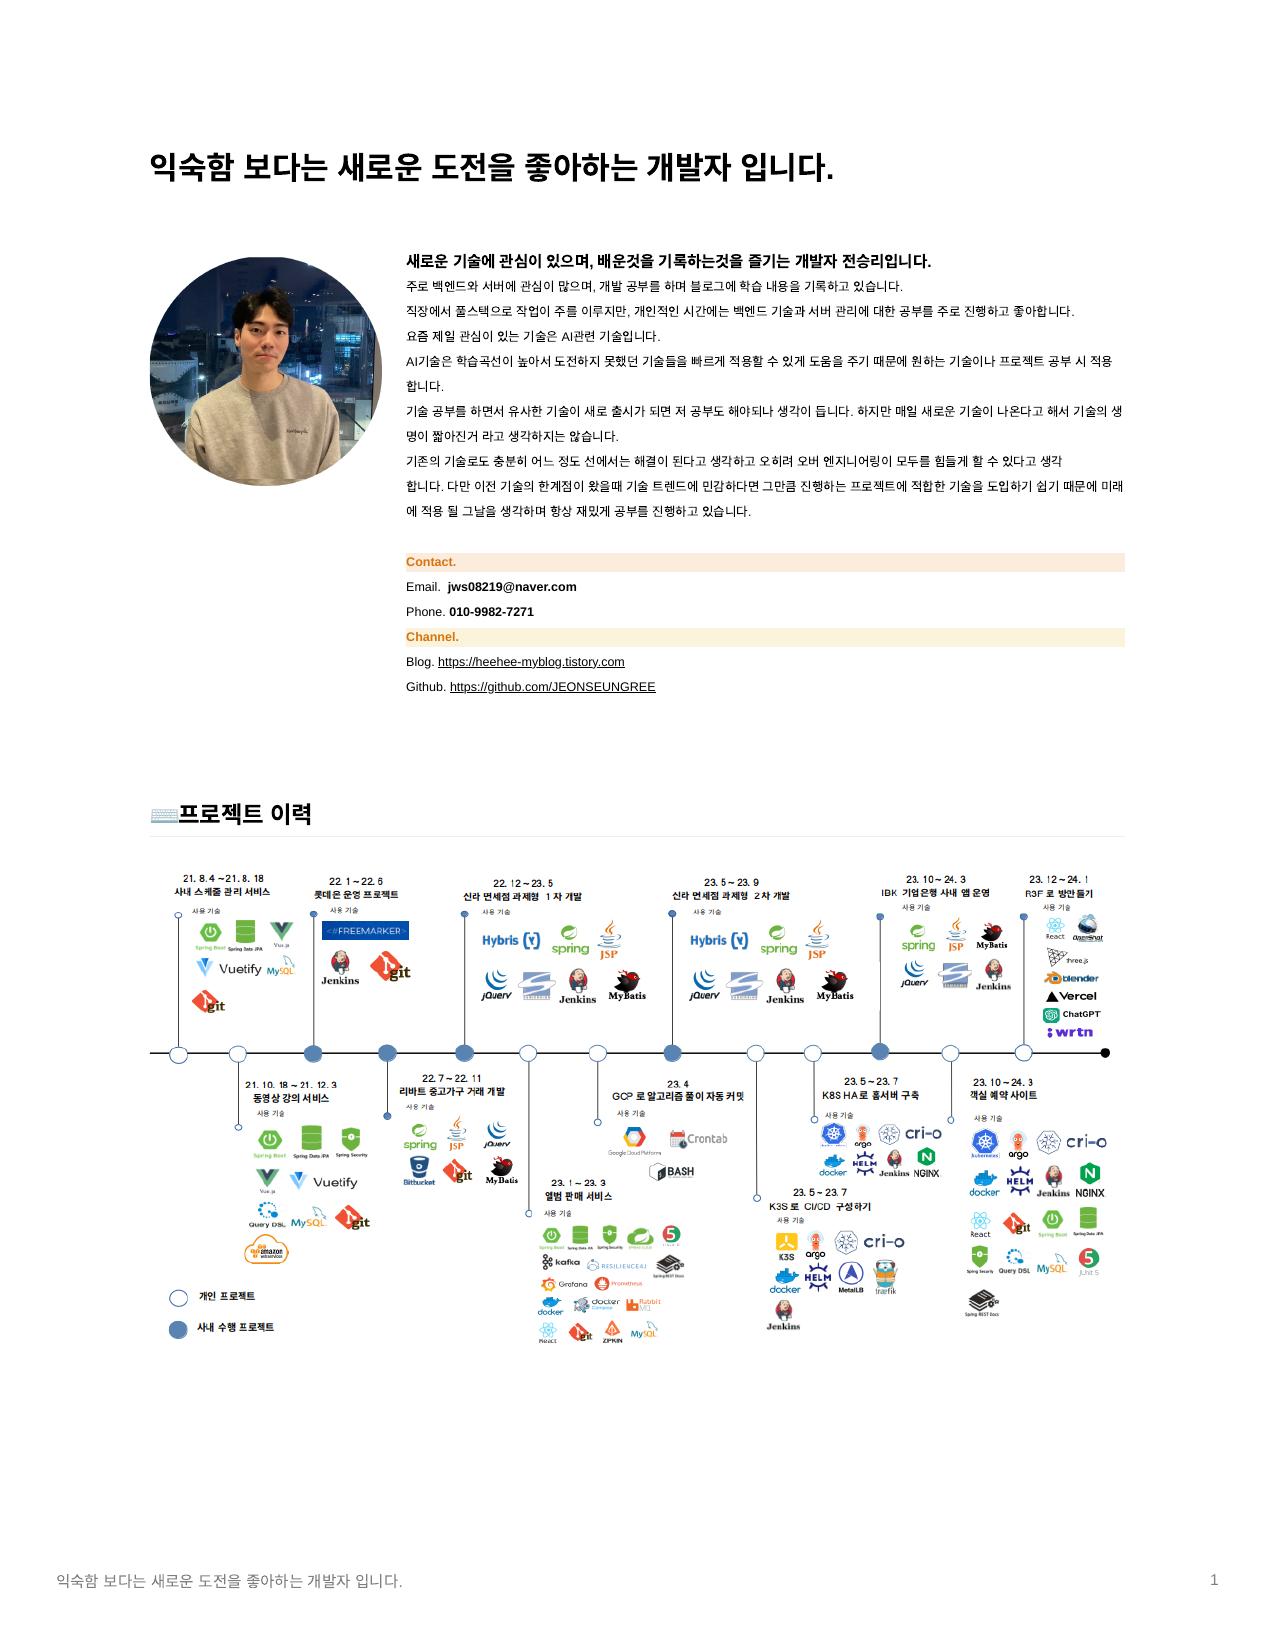 익숙함 보다는 새로운 도전을 좋아하는 개발자 입니다.
새로운 기술에 관심이 있으며, 배운것을 기록하는것을 즐기는 개발자 전승리입니다.
주로 백엔드와 서버에 관심이 많으며, 개발 공부를 하며 블로그에 학습 내용을 기록하고 있습니다.
직장에서 풀스택으로 작업이 주를 이루지만, 개인적인 시간에는 백엔드 기술과 서버 관리에 대한 공부를 주로 진행하고 좋아합니다.
요즘 제일 관심이 있는 기술은 AI관련 기술입니다.
AI기술은 학습곡선이 높아서 도전하지 못했던 기술들을 빠르게 적용할 수 있게 도움을 주기 때문에 원하는 기술이나 프로젝트 공부 시 적용
합니다.
기술 공부를 하면서 유사한 기술이 새로 출시가 되면 저 공부도 해야되나 생각이 듭니다. 하지만 매일 새로운 기술이 나온다고 해서 기술의 생
명이 짧아진거 라고 생각하지는 않습니다.
기존의 기술로도 충분히 어느 정도 선에서는 해결이 된다고 생각하고 오히려 오버 엔지니어링이 모두를 힘들게 할 수 있다고 생각
합니다. 다만 이전 기술의 한계점이 왔을때 기술 트렌드에 민감하다면 그만큼 진행하는 프로젝트에 적합한 기술을 도입하기 쉽기 때문에 미래
에 적용 될 그날을 생각하며 항상 재밌게 공부를 진행하고 있습니다.
Contact.
Email. jws08219@naver.com
Phone. 010-9982-7271
Channel.
Blog. https://heehee-myblog.tistory.com
Github. https://github.com/JEONSEUNGREE
프로젝트 이력
21. 8. 4 ~ 21. 8. 18
사내 스케줄 관리 서비스
사용 기술
Spring Boot Spring Data JPA Vue.js
Vuetify MySQL
git
22. 1 ~ 22. 6
롯데온 운영 프로젝트
사용 기술
<#FREEMARKER>
Jenkins git
22. 12 ~ 23. 5
신라 면세점 과제형 1차 개발
사용 기술
Hybris spring JSP
jQuery Jenkins MyBatis
23. 5 ~ 23. 9
신라 면세점 과제형 2차 개발
사용 기술
Hybris spring JSP
jQuery Jenkins MyBatis
23. 10 ~ 24. 3
IBK 기업은행 사내 앱 운영
사용 기술
spring JSP MyBatis
jQuery Jenkins
23. 12 ~ 24. 1
R3F 로 방만들기
사용 기술
React
three.js
blender
Vercel
ChatGPT
wrtn
21. 10. 18 ~ 21. 12. 3
동영상 강의 서비스
사용 기술
Spring Boot Spring Data JPA Spring Security
Vue.js Vuetify
Query DSL MySQL git
amazon webservices
22. 7 ~ 22. 11
리바트 중고가구 거래 개발
사용 기술
spring JSP jQuery
Bitbucket git MyBatis
23. 1 ~ 23. 3
앨범 판매 서비스
사용 기술
Spring Boot Spring Data JPA Spring Security
kafka RESILIENCE4J Spring REST Docs
Grafana Prometheus
docker docker Compose Rabbit MQ
React git ZIPKIN MySQL
23. 4
GCP 로 알고리즘 풀이 자동 커밋
사용 기술
Google Cloud Platform Crontab
BASH
23. 5 ~ 23. 7
K3S 로 CI/CD 구성하기
사용 기술
K3S argo cri-o
docker HELM MetalLB træfik
Jenkins
23. 5 ~ 23. 7
K8S HA로 홈서버 구축
사용 기술
kubernetes argo cri-o
docker HELM Jenkins NGINX
23. 10 ~ 24. 3
객실 예약 사이트
사용 기술
kubernetes argo cri-o
docker HELM Jenkins NGINX
React git Spring Boot Spring Data JPA
Spring Security Query DSL MySQL JUnit 5
Spring REST Docs
개인 프로젝트
사내 수행 프로젝트
익숙함 보다는 새로운 도전을 좋아하는 개발자 입니다.
1